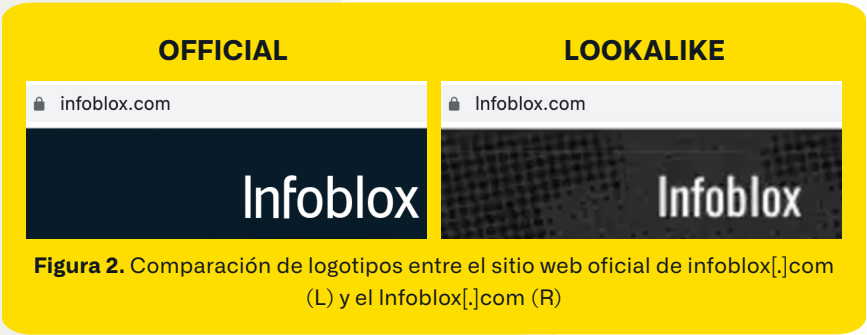 OFFICIAL
LOOKALIKE
infoblox.com
Infoblox.com
Infoblox
Infoblox
Figura 2. Comparación de logotipos entre el sitio web oficial de infoblox[.]com
(L) y el Infoblox[.]com (R)